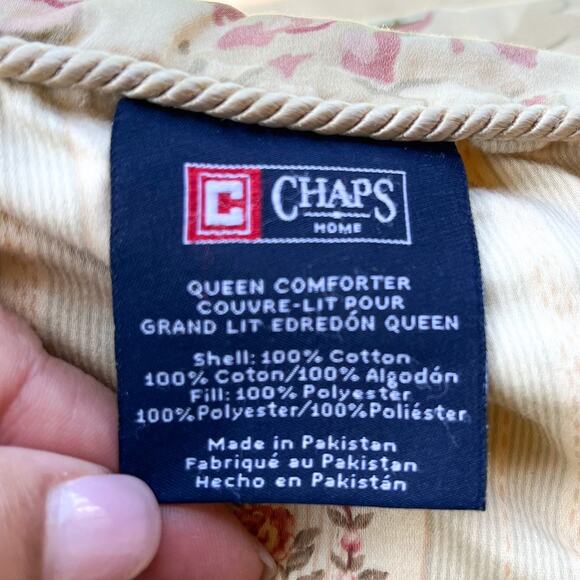 C CHAPS
HOME
QUEEN COMFORTER
COUVRE-LIT POUR
GRAND LIT EDREDÓN QUEEN
Shell: 100% Cotton
100% Coton/100% Algodón
Fill: 100% Polyester
100%Polyester/100%Poliéster
Made in Pakistan
Fabriqué au Pakistan
Hecho en Pakistán